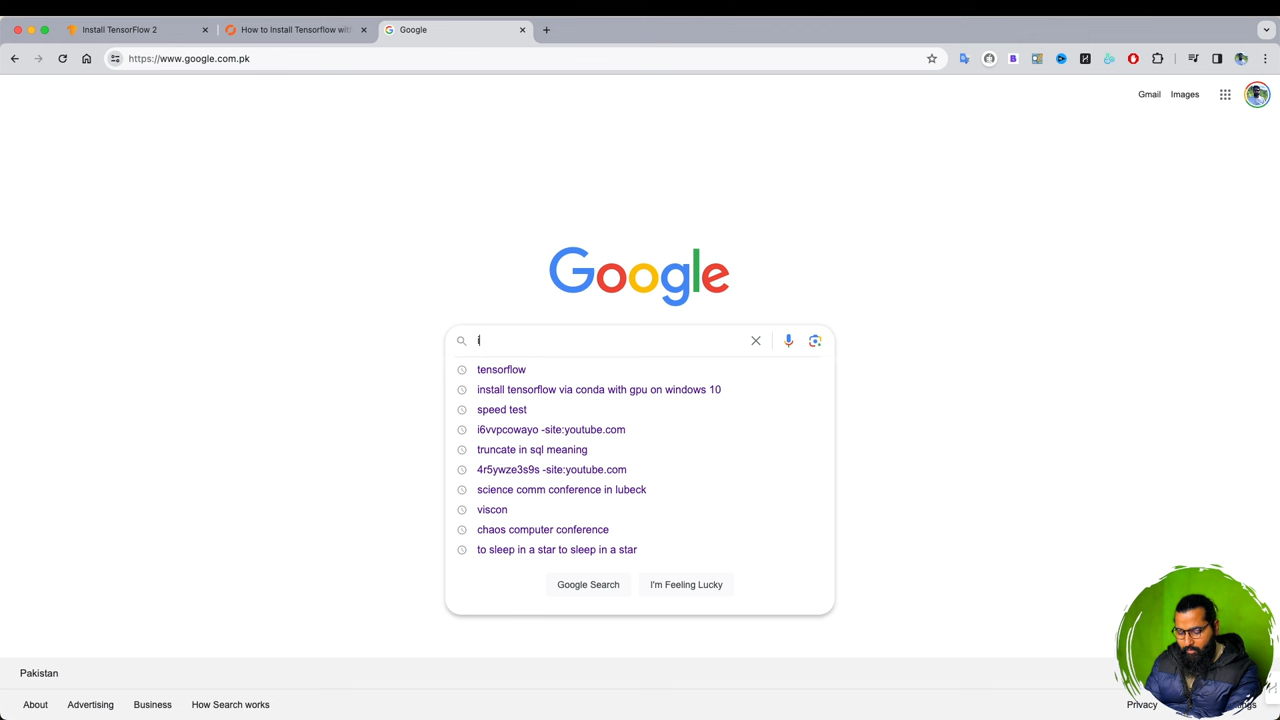 Install TensorFlow 2
How to Install Tensorflow with
Google
https://www.google.com.pk
Gmail
Images
Google
i
tensorflow
install tensorflow via conda with gpu on windows 10
speed test
i6vvpcowayo -site:youtube.com
truncate in sql meaning
4r5ywze3s9s -site:youtube.com
science comm conference in lubeck
viscon
chaos computer conference
to sleep in a star to sleep in a star
Google Search
I'm Feeling Lucky
Pakistan
About
Advertising
Business
How Search works
Privacy